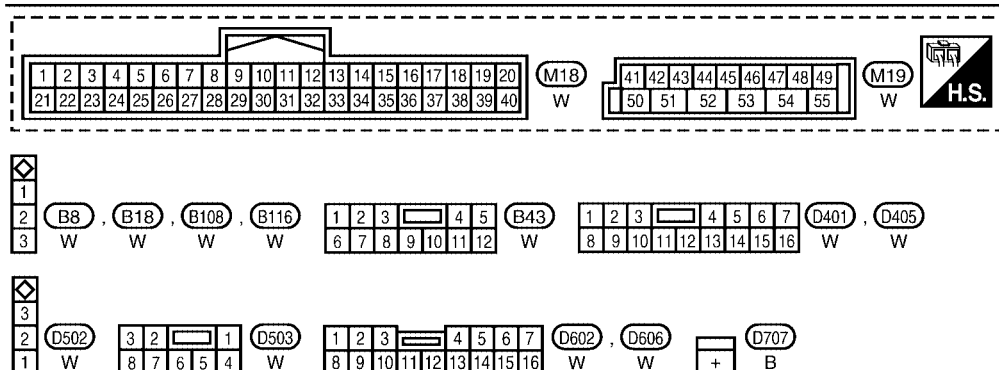 1 2 3 4 5 6 7 8 9 10 11 12 13 14 15 16 17 18 19 20 M18 41 42 43 44 45 46 47 48 49 M19
21 22 23 24 25 26 27 28 29 30 31 32 33 34 35 36 37 38 39 40 W 50 51 52 53 54 55 W H.S.
1
2 B8 , B18 , B108 , B116 1 2 3 4 5 B43 1 2 3 4 5 6 7 D401 , D405
3 W W W W 6 7 8 9 10 11 12 W 8 9 10 11 12 13 14 15 16 W W
3
2 D502 3 2 1 D503 1 2 3 4 5 6 7 D602 , D606 D707
1 W 8 7 6 5 4 W 8 9 10 11 12 13 14 15 16 W W + B